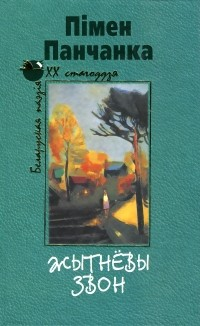 Пімен
Панчанка
Беларуская паэзія
XX стагоддзя
ЖЫТНЁВЫ
ЗВОН